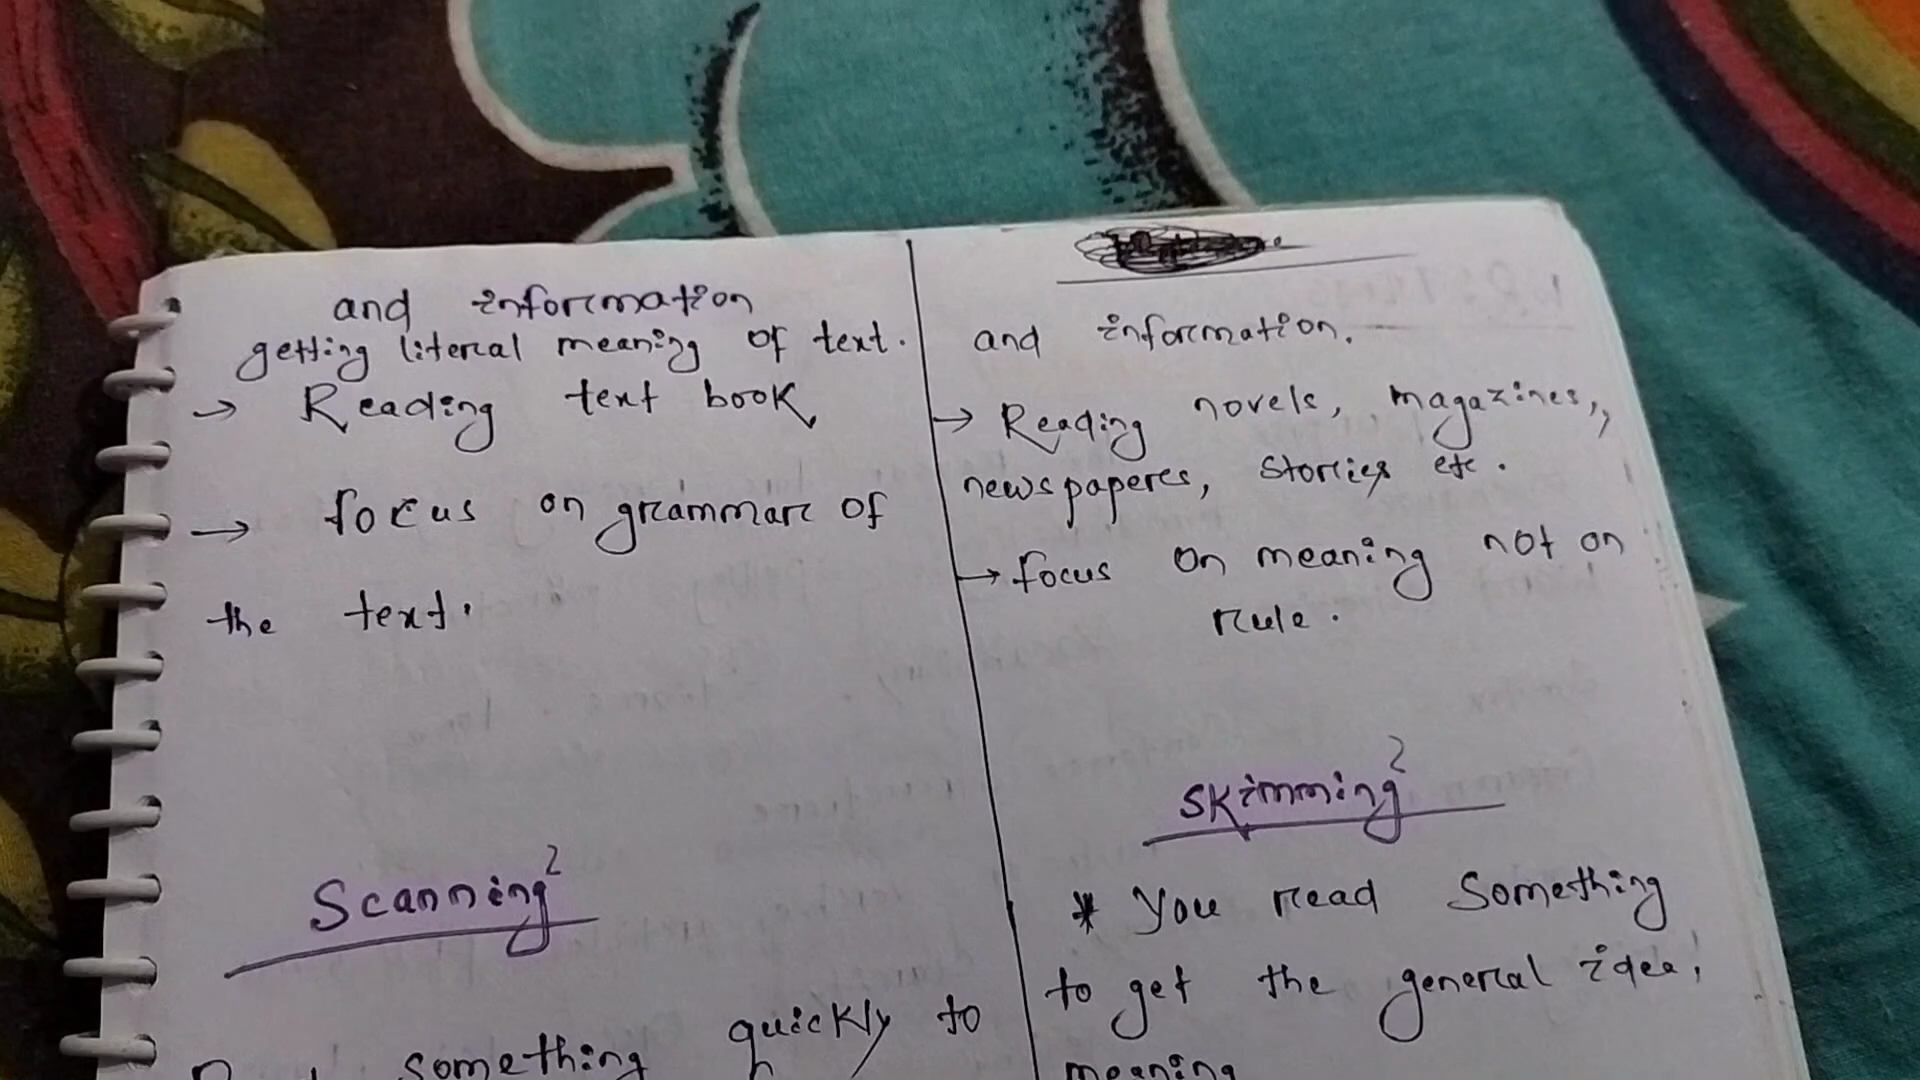 and information
getting literal meaning of text.
→ Reading text book
→ focus on grammar of
the text.
Scanning
something quickly to
and information.
→ Reading novels, magazines,,
newspapers, stories etc.
→ focus on meaning not on
rule.
Skimming
* You read Something
to get the general idea,
meaning